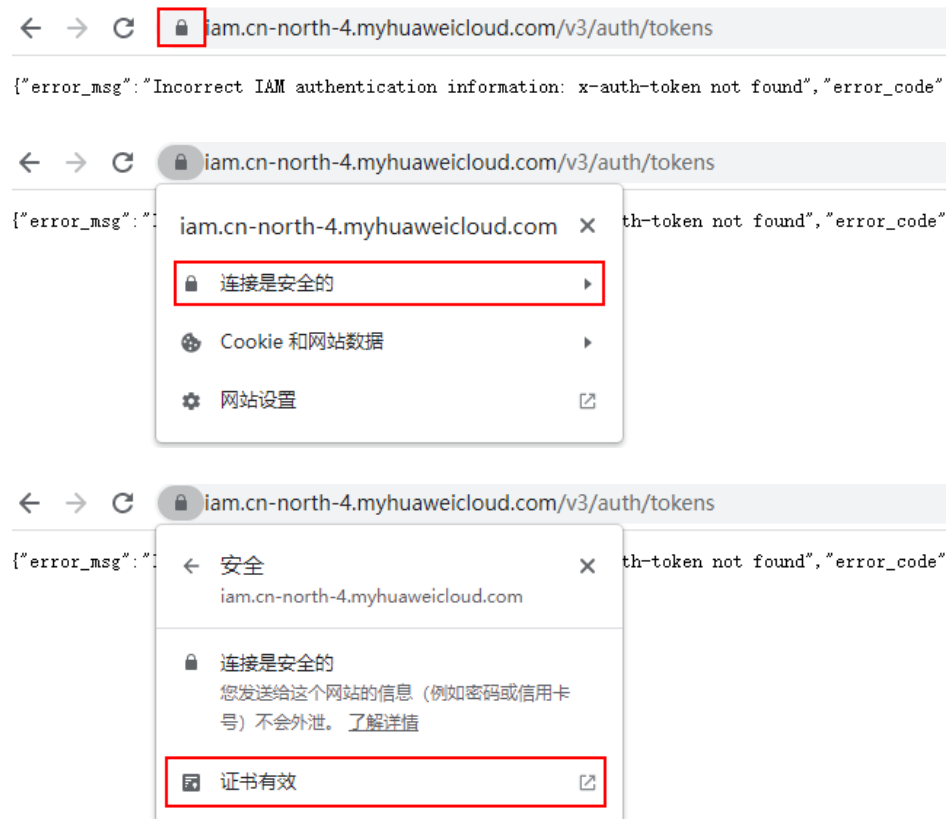 iam.cn-north-4.myhuaweicloud.com/v3/auth/tokens
{"error_msg":"Incorrect IAM authentication information: x-auth-token not found","error_code"
iam.cn-north-4.myhuaweicloud.com/v3/auth/tokens
{"error_msg":" th-token not found","error_code"
iam.cn-north-4.myhuaweicloud.com
连接是安全的
Cookie 和网站数据
网站设置
iam.cn-north-4.myhuaweicloud.com/v3/auth/tokens
{"error_msg":" th-token not found","error_code"
安全
iam.cn-north-4.myhuaweicloud.com
连接是安全的
您发送给这个网站的信息（例如密码或信用卡
号）不会外泄。 了解详情
证书有效